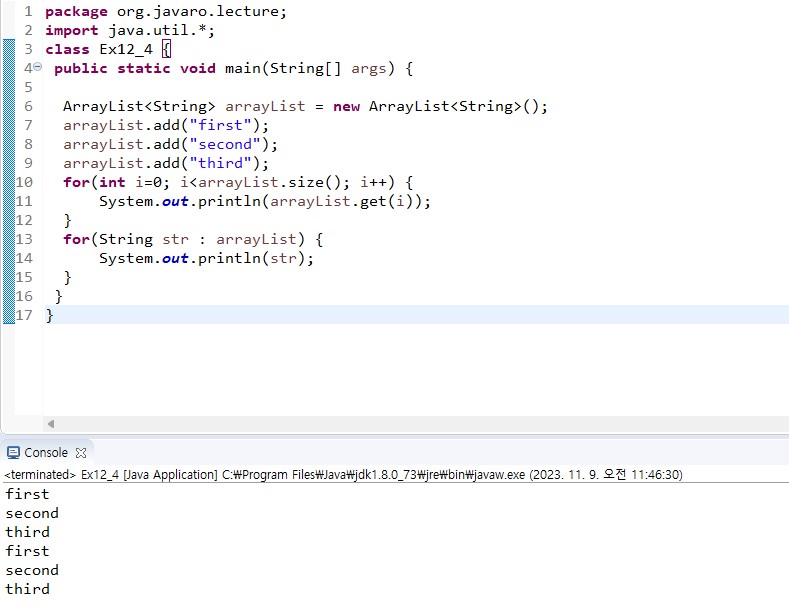 1 package org.javaro.lecture;
2 import java.util.*;
3 class Ex12_4 {
4 public static void main(String[] args) {
5
6 ArrayList<String> arrayList = new ArrayList<String>();
7 arrayList.add("first");
8 arrayList.add("second");
9 arrayList.add("third");
10 for(int i=0; i<arrayList.size(); i++) {
11 System.out.println(arrayList.get(i));
12 }
13 for(String str : arrayList) {
14 System.out.println(str);
15 }
16 }
17 }
Console
<terminated> Ex12_4 [Java Application] C:₩Program Files₩Java₩jdk1.8.0_73₩jre₩bin₩javaw.exe (2023. 11. 9. 오전 11:46:30)
first
second
third
first
second
third